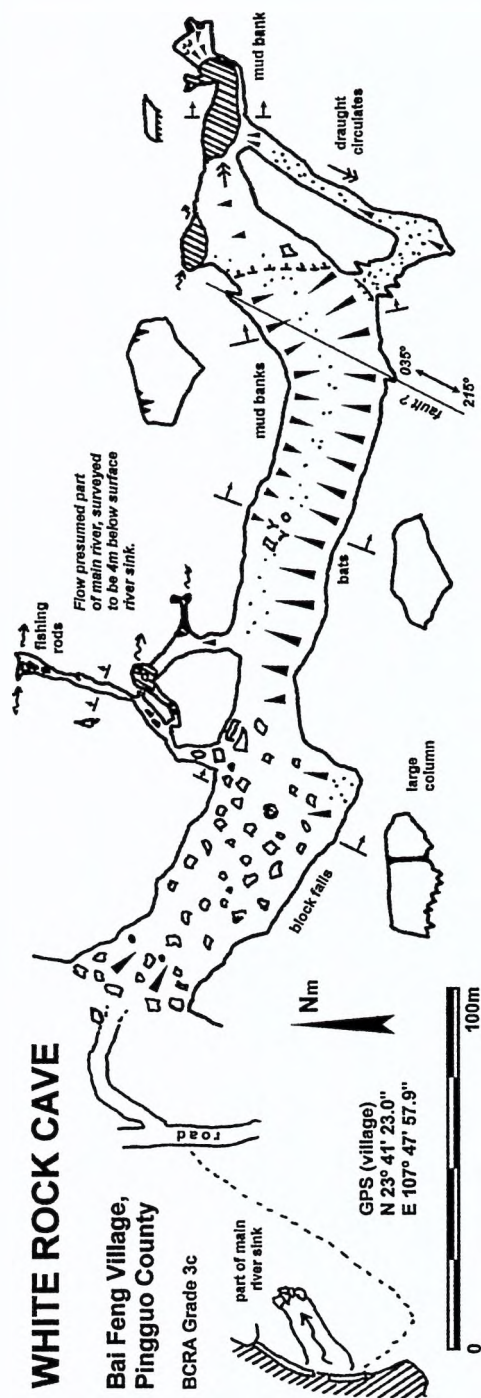 WHITE ROCK CAVE
Bai Feng Village,
Pingguo County
BCRA Grade 3c
part of main
river sink
road
GPS (village)
N 23° 41' 23.0"
E 107° 47' 57.9"
0
100m
Nm
block falls
large
column
fishing
rods
Flow presumed part
of main river, surveyed
to be 4m below surface
river sink.
bats
mud banks
fault ?
035°
215°
draught
circulates
mud bank